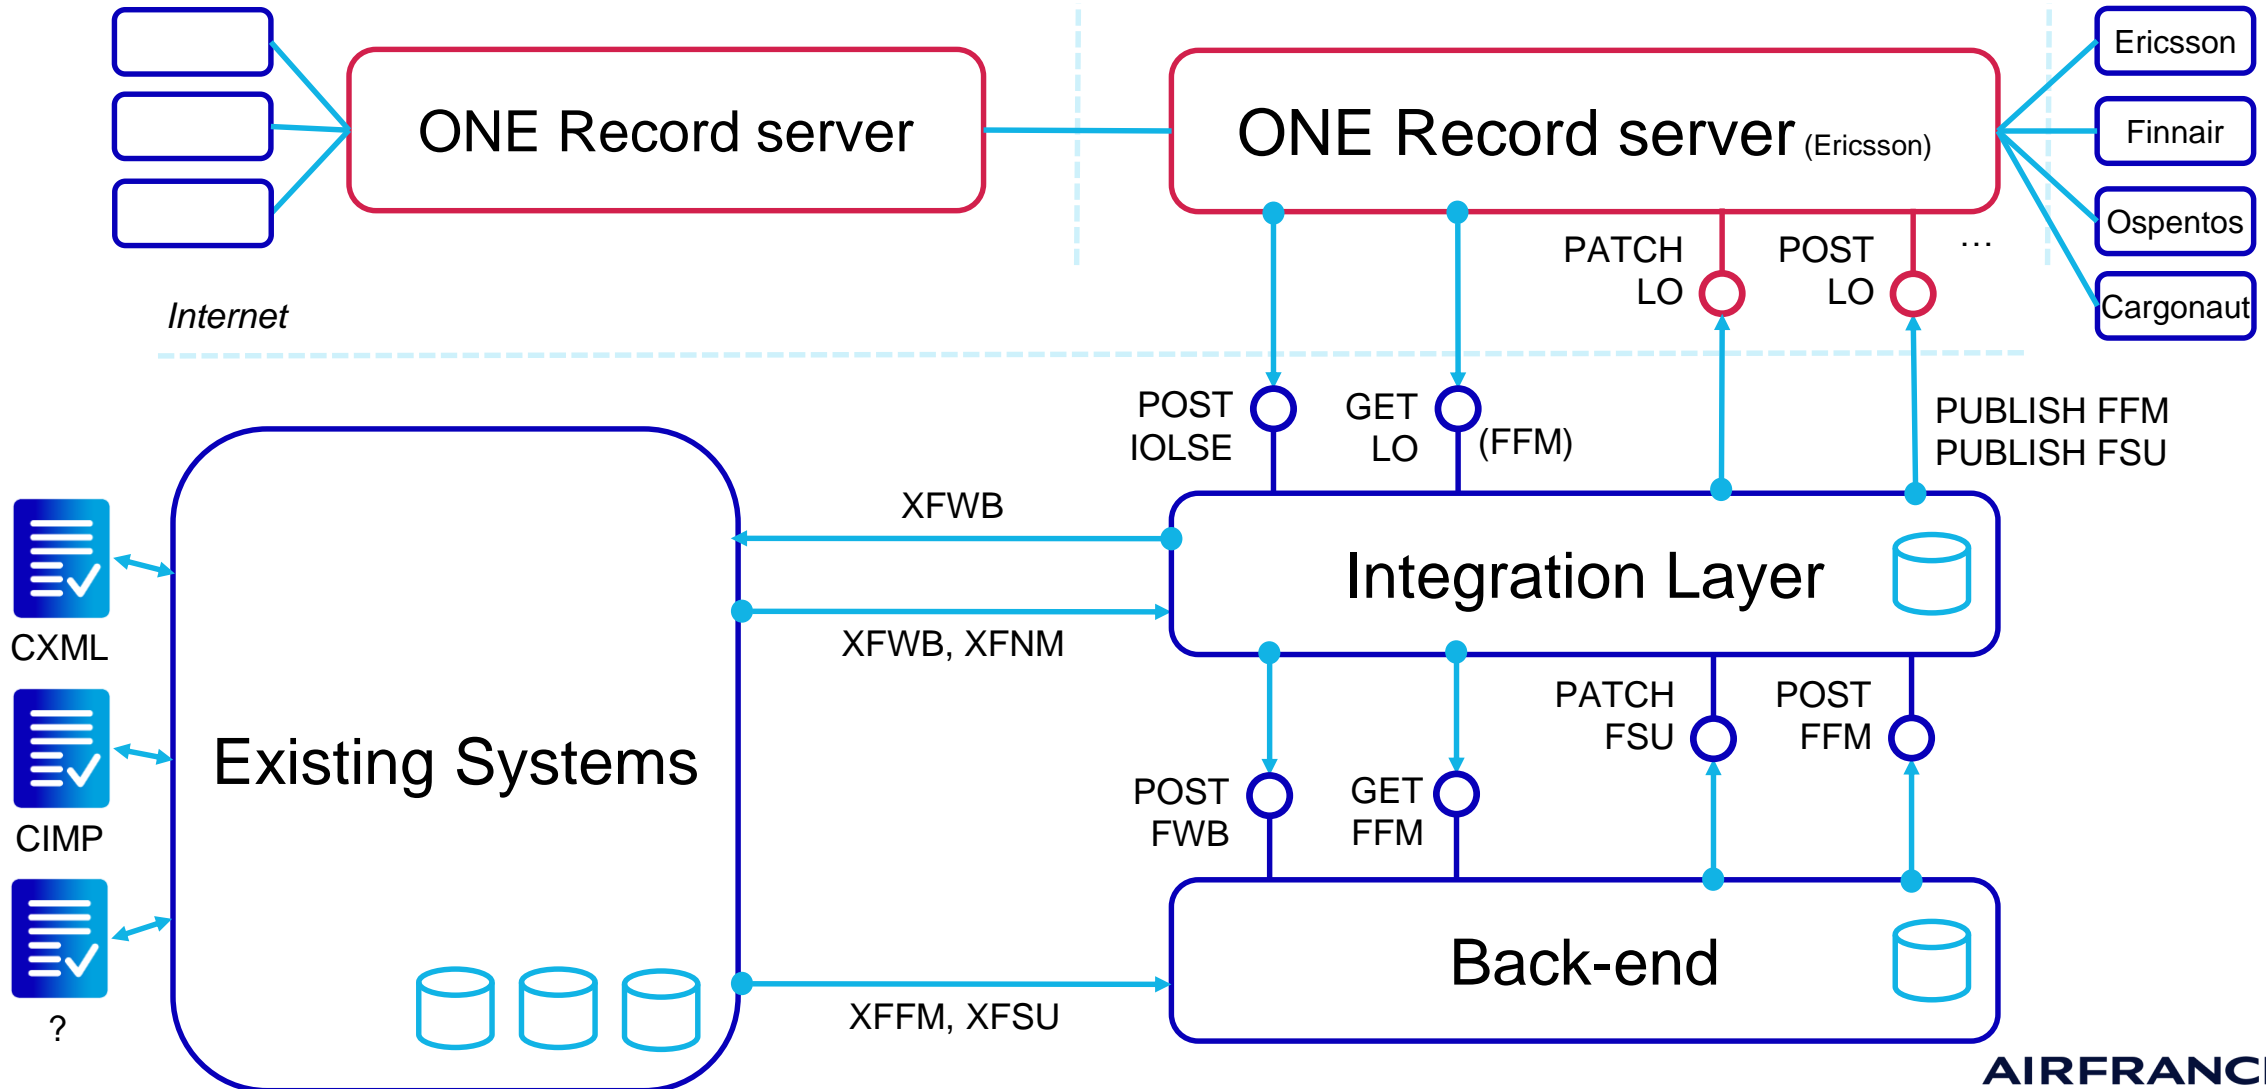 ONE Record server
ONE Record server (Ericsson)
Ericsson
Finnair
Ospentos
Cargonaut
PATCH
LO
POST
LO
...
Internet
POST
IOLSE
GET
LO
(FFM)
PUBLISH FFM
PUBLISH FSU
XFWB
Integration Layer
XFWB, XFNM
CXML
CIMP
?
Existing Systems
PATCH
FSU
POST
FFM
POST
FWB
GET
FFM
Back-end
XFFM, XFSU
AIRFRANC